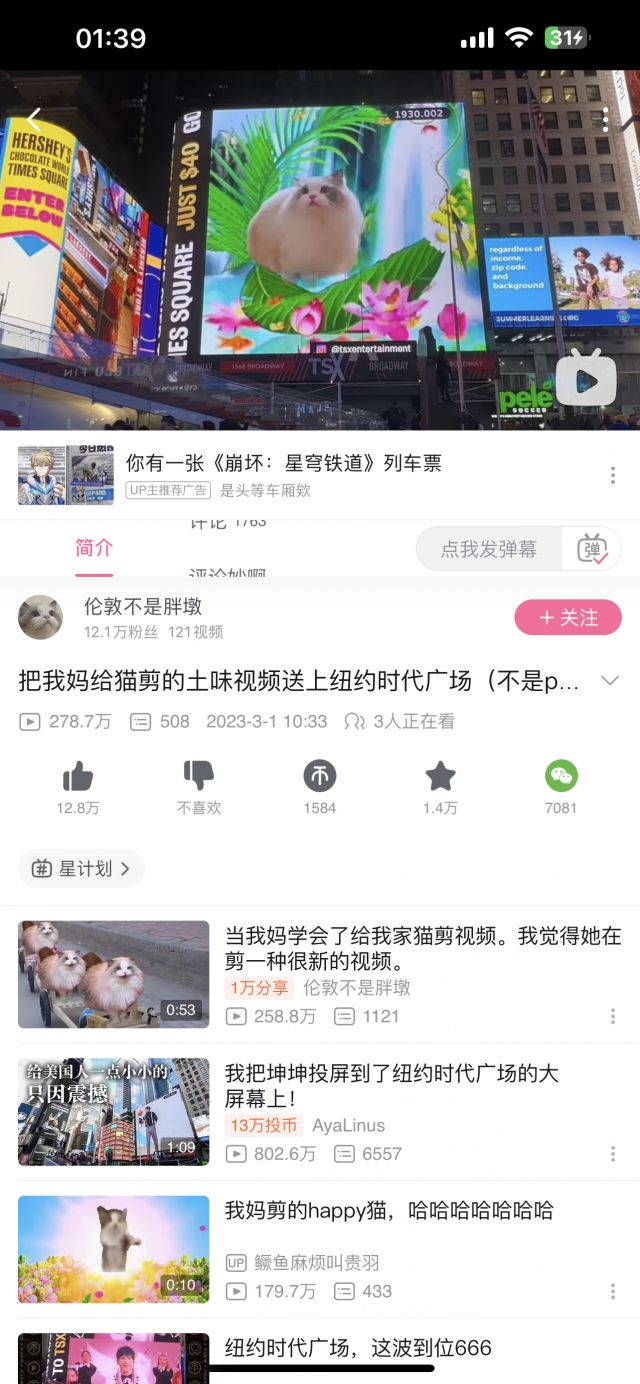 01:39
31
HERSHEY'S
CHOCOLATE WORLD
TIMES SQUARE
ENTER
BELOW
MES SQUARE JUST $40 GO
1930.002
regardless of
income,
zip code,
and
background
SUMMERLEARNING.ORG
@tsxentertainment
1568 BROADWAY
TSX
BROADWAY
BROADWAY
pelé
SOCCER
你有一张《崩坏：星穹铁道》列车票
UP主推荐广告
是头等车厢欸
简介
评论 1763
评论妙啊
点我发弹幕
弹
伦敦不是胖墩
12.1万粉丝 121视频
+ 关注
把我妈给猫剪的土味视频送上纽约时代广场（不是p...
278.7万 508 2023-3-1 10:33 3人正在看
12.8万
不喜欢
1584
1.4万
7081
星计划
0:53
当我妈学会了给我家猫剪视频。我觉得她在
剪一种很新的视频。
1万分享 伦敦不是胖墩
258.8万 1121
给美国人一点小小的
只因震撼
1:09
我把坤坤投屏到了纽约时代广场的大
屏幕上！
13万投币 AyaLinus
802.6万 6557
0:10
我妈剪的happy猫，哈哈哈哈哈哈哈
UP 鳜鱼麻烦叫贵羽
179.7万 433
TO TSX
纽约时代广场，这波到位666